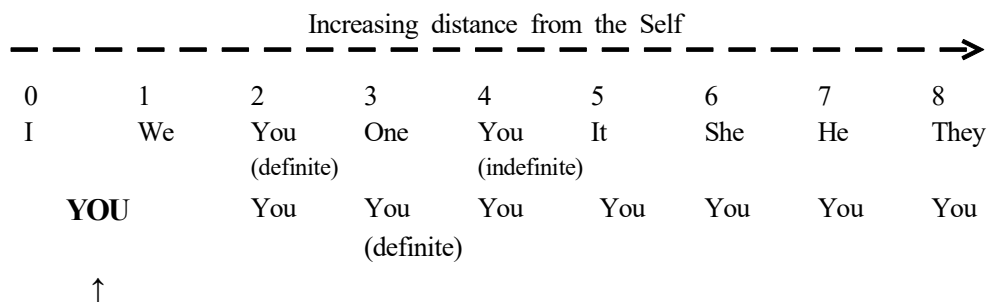 Increasing distance from the Self
0 1 2 3 4 5 6 7 8
I We You One You It She He They
(definite) (indefinite)
YOU You You You You You You You
(definite)
↑